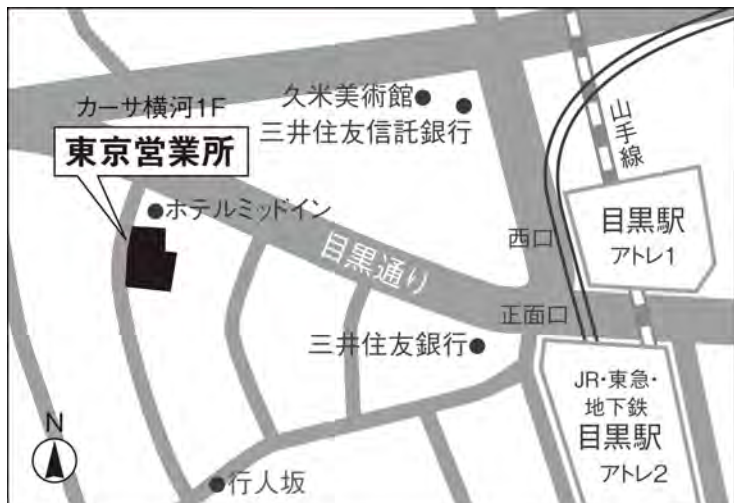 カーサ横河1F
東京営業所
久米美術館
三井住友信託銀行
山手線
ホテルミッドイン
目黒通り
西口
目黒駅
アトレ1
正面口
三井住友銀行
JR・東急・
地下鉄
目黒駅
アトレ2
N
行人坂